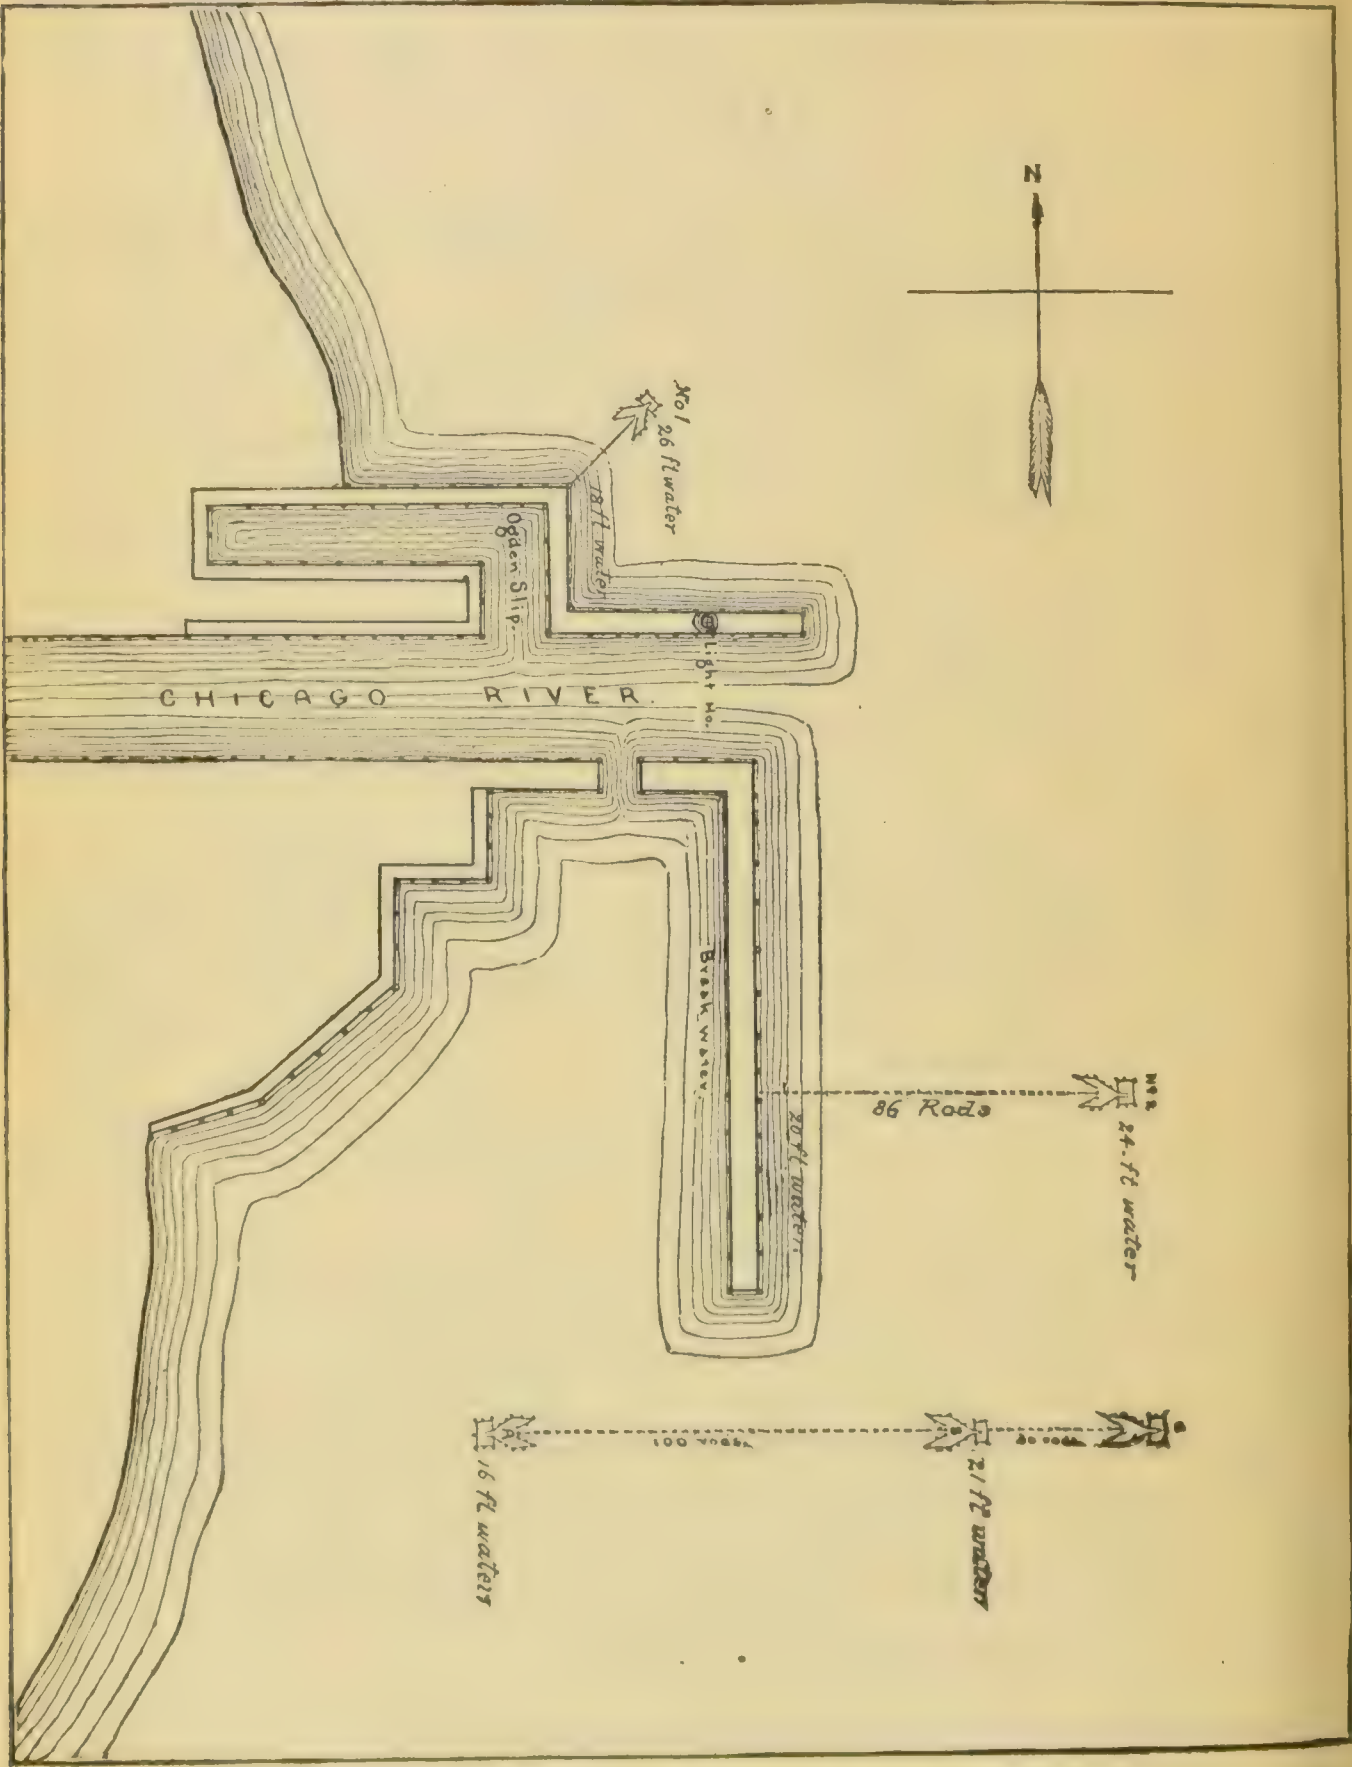 N
No 1
26 ft water
18 ft water
Ogden Slip.
Light Ho.
CHICAGO RIVER.
Break Water.
No 2
86 Rods
24. ft water
20 ft water.
A
100 RODS
B
16 ft water
21 ft water